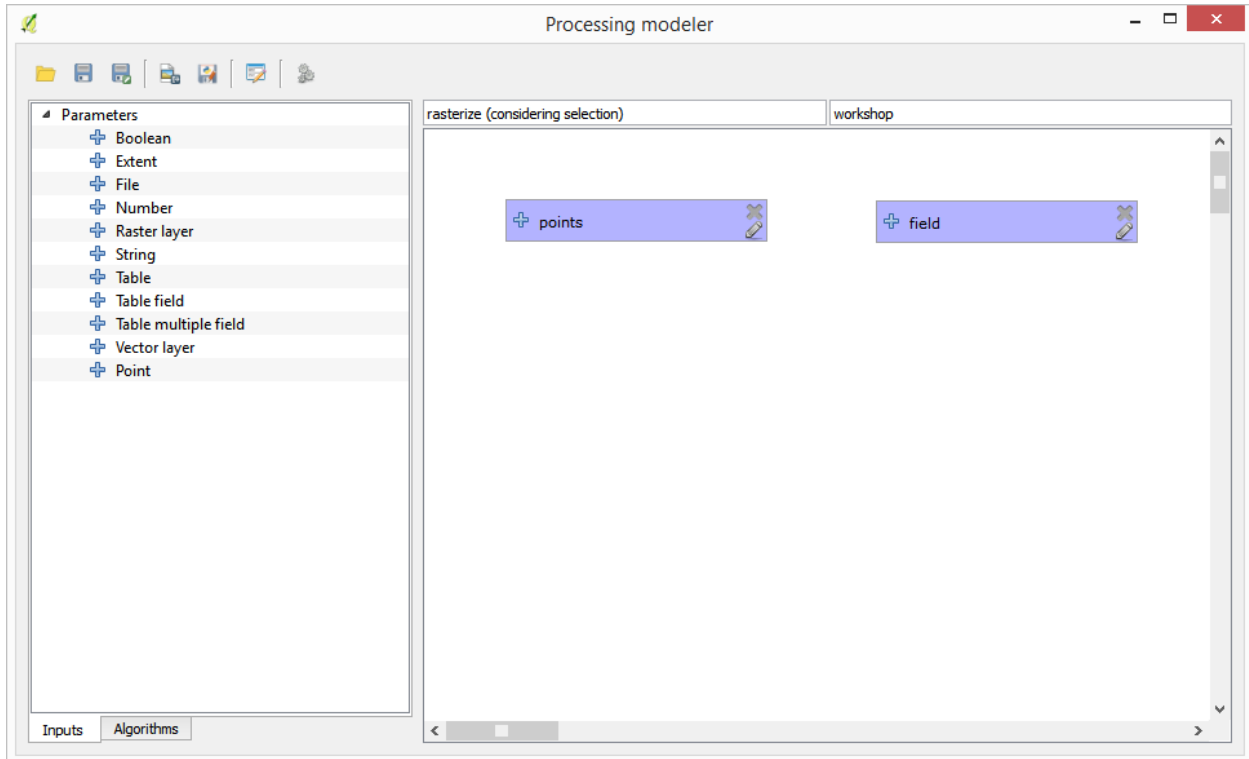 Processing modeler
Parameters
Boolean
Extent
File
Number
Raster layer
String
Table
Table field
Table multiple field
Vector layer
Point
Inputs
Algorithms
rasterize (considering selection)
workshop
points
field